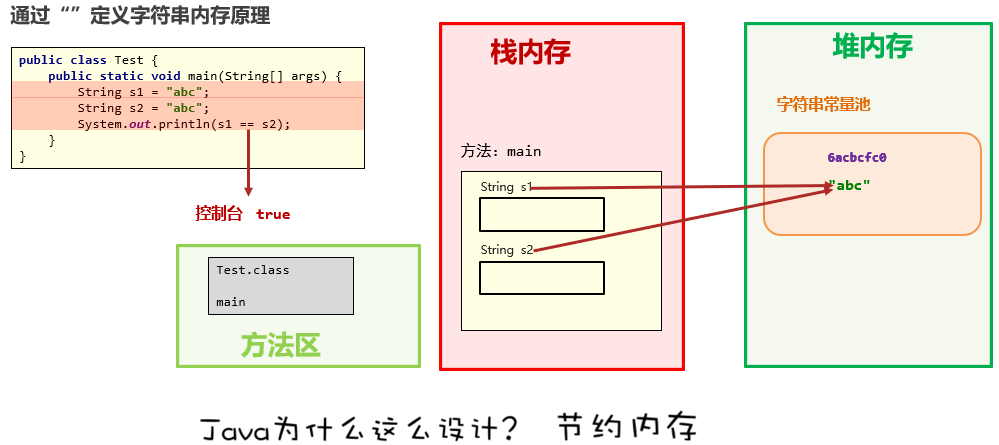 通过“”定义字符串内存原理
public class Test {
    public static void main(String[] args) {
        String s1 = "abc";
        String s2 = "abc";
        System.out.println(s1 == s2);
    }
}
控制台 true
Test.class
main
方法区
栈内存
方法：main
String s1
String s2
堆内存
字符串常量池
6acbcfc0
"abc"
Java为什么这么设计？ 节约内存